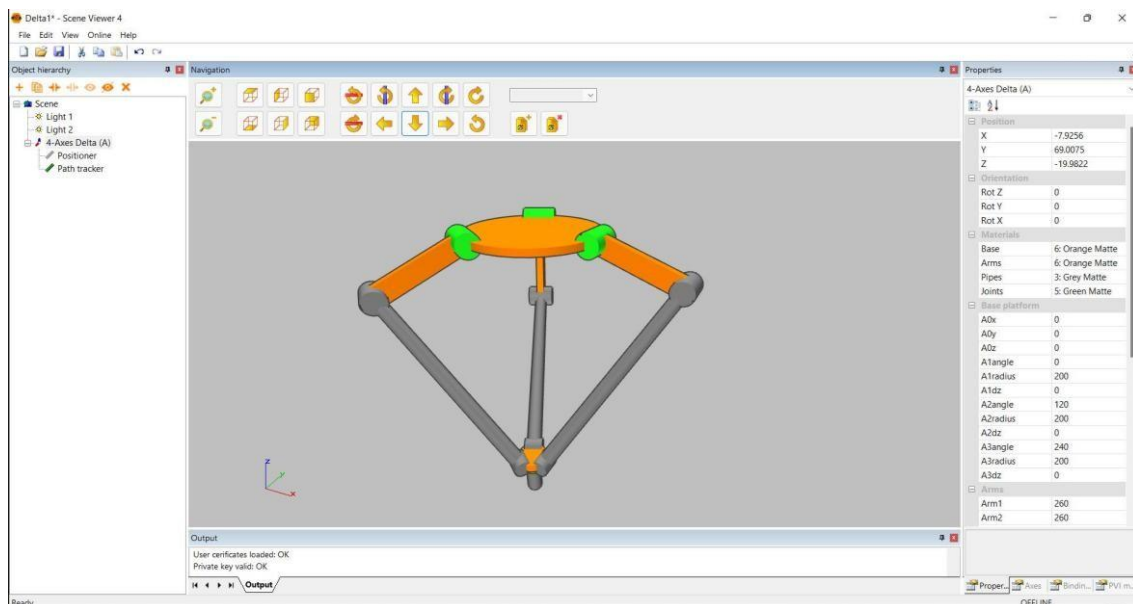 Delta1* - Scene Viewer 4
File Edit View Online Help
Object hierarchy
Scene
Light 1
Light 2
4-Axes Delta (A)
Positioner
Path tracker
Navigation
z
y
x
Output
User cerificates loaded: OK
Private key valid: OK
Output
Properties
4-Axes Delta (A)
Position
X -7.9256
Y 69.0075
Z -19.9822
Orientation
Rot Z 0
Rot Y 0
Rot X 0
Materials
Base 6: Orange Matte
Arms 6: Orange Matte
Pipes 3: Grey Matte
Joints 5: Green Matte
Base platform
A0x 0
A0y 0
A0z 0
A1angle 0
A1radius 200
A1dz 0
A2angle 120
A2radius 200
A2dz 0
A3angle 240
A3radius 200
A3dz 0
Arms
Arm1 260
Arm2 260
Proper... Axes Bindin... PVI m...
Ready OFFLINE